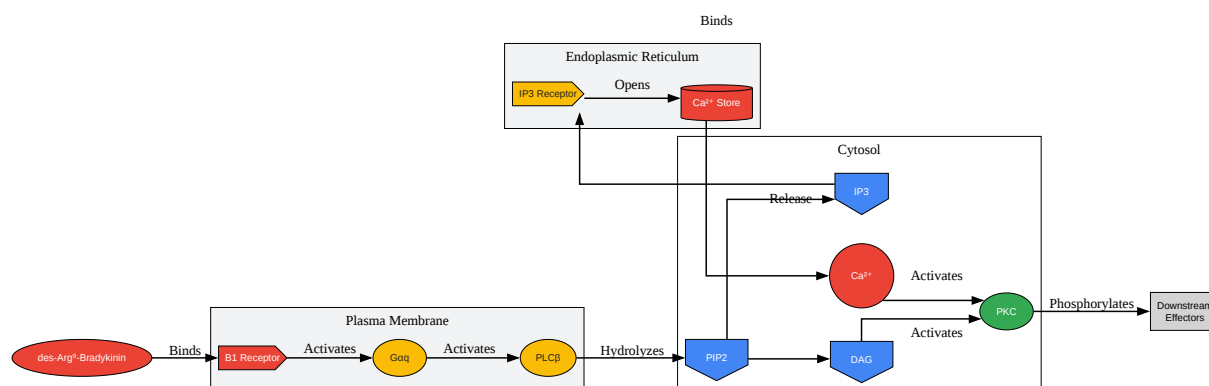 Binds
Endoplasmic Reticulum
IP3 Receptor
Opens
Ca²⁺ Store
Cytosol
IP3
Release
Ca²⁺
Activates
PKC
Phosphorylates
Downstream
Effectors
Activates
Plasma Membrane
des-Arg⁹-Bradykinin
Binds
B1 Receptor
Activates
Gαq
Activates
PLCβ
Hydrolyzes
PIP2
DAG